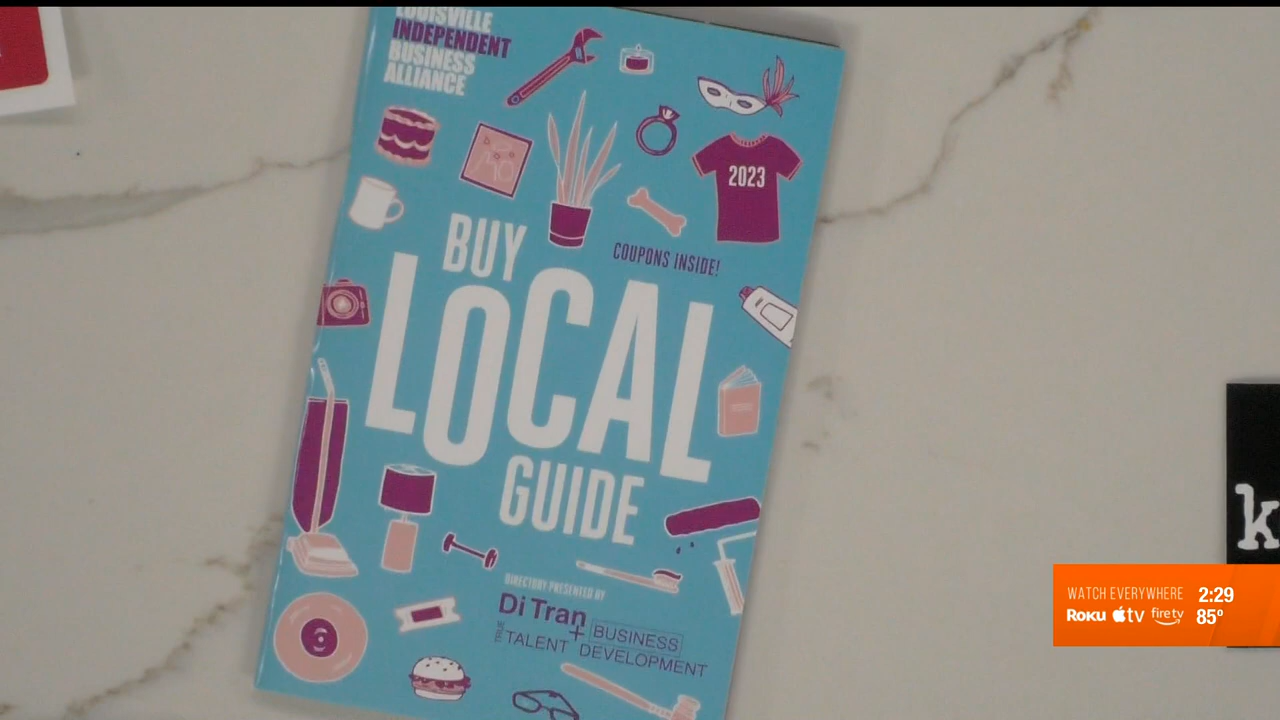 LOUISVILLE
INDEPENDENT
BUSINESS
ALLIANCE
2023
BUY
COUPONS INSIDE!
LOCAL
GUIDE
DIRECTORY PRESENTED BY
Di Tran
TRUE TALENT + BUSINESS
DEVELOPMENT
k
WATCH EVERYWHERE 2:29
Roku tv firetv 85º